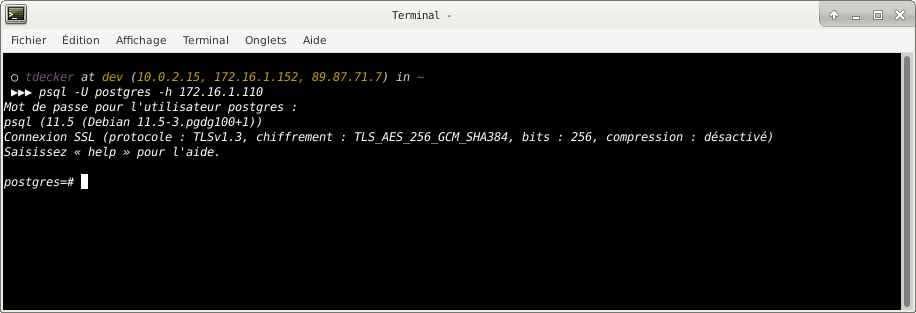 Terminal -
Fichier Édition Affichage Terminal Onglets Aide
○ tdecker at dev (10.0.2.15, 172.16.1.152, 89.87.71.7) in ~
▶▶▶ psql -U postgres -h 172.16.1.110
Mot de passe pour l'utilisateur postgres :
psql (11.5 (Debian 11.5-3.pgdg100+1))
Connexion SSL (protocole : TLSv1.3, chiffrement : TLS_AES_256_GCM_SHA384, bits : 256, compression : désactivé)
Saisissez « help » pour l'aide.
postgres=#